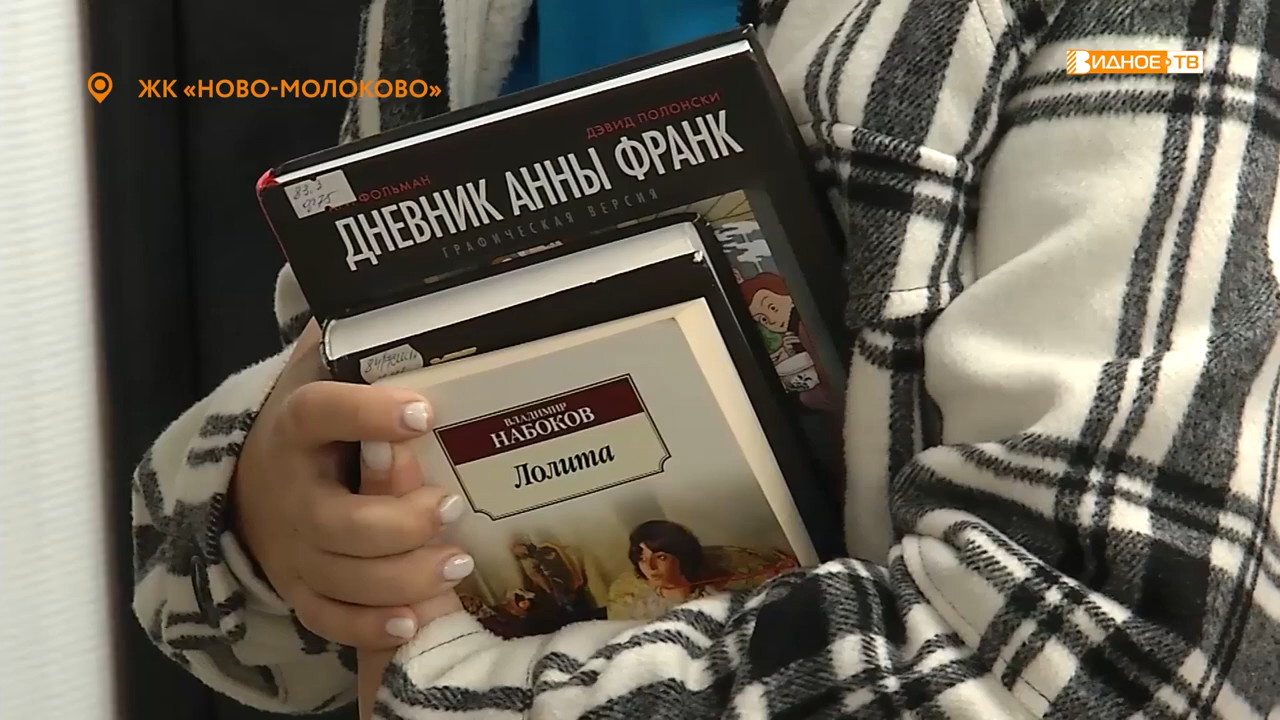 ЖК «НОВО-МОЛОКОВО»
ВИДНОЕ-ТВ
ДЭВИД ПОЛОНСКИ
ФОЛЬМАН
ДНЕВНИК АННЫ ФРАНК
ГРАФИЧЕСКАЯ ВЕРСИЯ
ВЛАДИМИР
НАБОКОВ
Лолита